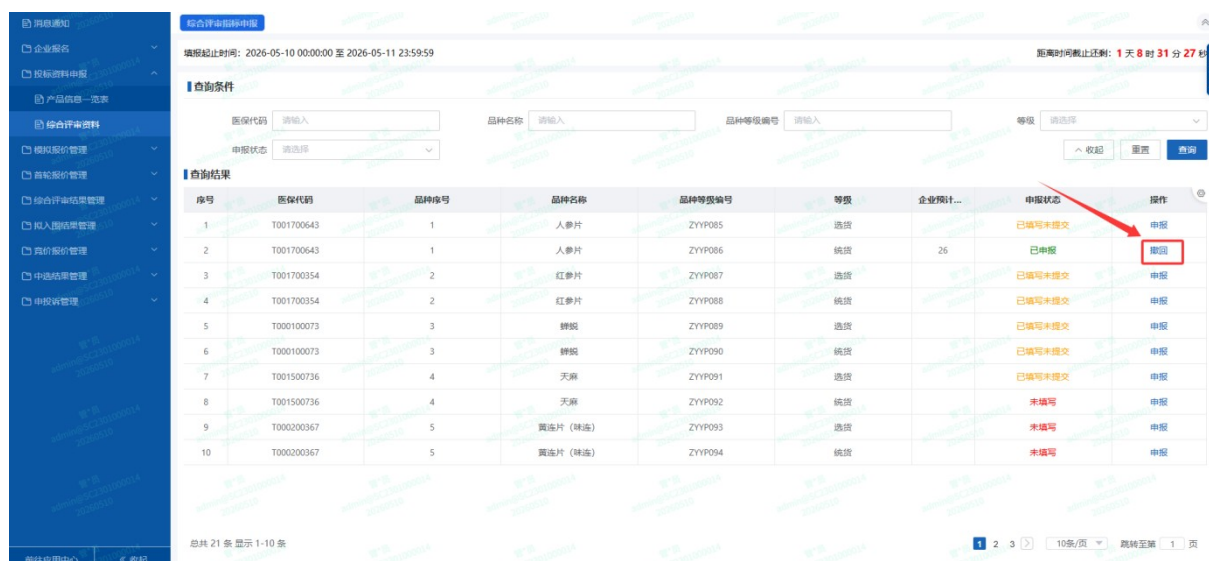 消息通知
综合评审指标申报
企业报名
填报起止时间：2026-05-10 00:00:00 至 2026-05-11 23:59:59 距离时间截止还剩：1 天 8 时 31 分 27 秒
投标资料申报
查询条件
产品信息一览表
综合评审资料
医保代码 请输入 品种名称 请输入 品种等级编号 请输入 等级 请选择
模拟报价管理
申报状态 请选择 收起 重置 查询
首轮报价管理
查询结果
综合评审结果管理
拟入围结果管理
竞价报价管理
中选结果管理
申投诉管理
序号 医保代码 品种序号 品种名称 品种等级编号 等级 企业预计... 申报状态 操作
1 T001700643 1 人参片 ZYYP085 选货 已填写未提交 申报
2 T001700643 1 人参片 ZYYP086 统货 26 已申报 撤回
3 T001700354 2 红参片 ZYYP087 选货 已填写未提交 申报
4 T001700354 2 红参片 ZYYP088 统货 已填写未提交 申报
5 T000100073 3 蝉蜕 ZYYP089 选货 已填写未提交 申报
6 T000100073 3 蝉蜕 ZYYP090 统货 已填写未提交 申报
7 T001500736 4 天麻 ZYYP091 选货 已填写未提交 申报
8 T001500736 4 天麻 ZYYP092 统货 未填写 申报
9 T000200367 5 黄连片（味连） ZYYP093 选货 未填写 申报
10 T000200367 5 黄连片（味连） ZYYP094 统货 未填写 申报
总共 21 条 显示 1-10 条 1 2 3 10条/页 跳转至第 1 页
前往应用中心 收起